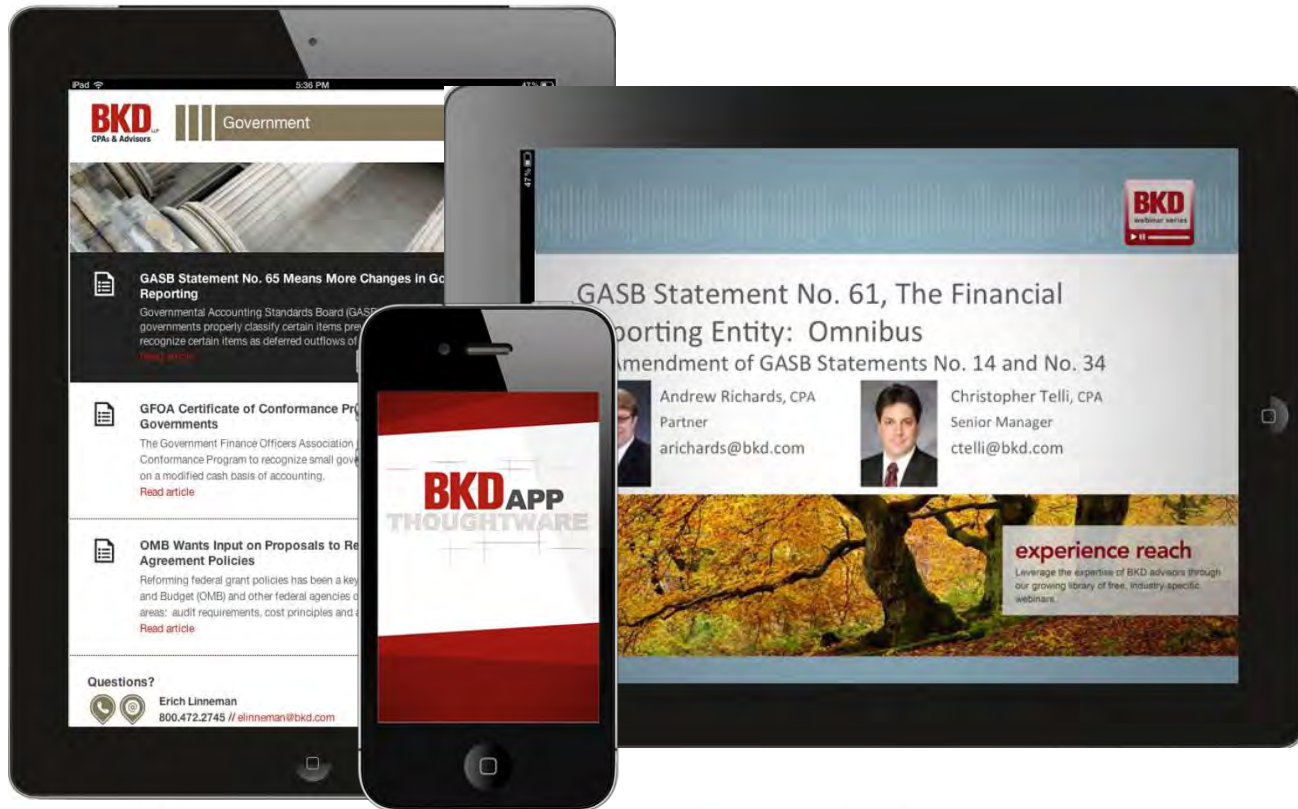 iPad
5:36 PM
47%
BKD LLP
CPAs & Advisors
Government
GASB Statement No. 65 Means More Changes in Go
Reporting
Governmental Accounting Standards Board (GASB
governments properly classify certain items prev
recognize certain items as deferred outflows of
Read article
GFOA Certificate of Conformance Pr
Governments
The Government Finance Officers Association
Conformance Program to recognize small gov
on a modified cash basis of accounting.
Read article
OMB Wants Input on Proposals to Re
Agreement Policies
Reforming federal grant policies has been a key
and Budget (OMB) and other federal agencies
areas: audit requirements, cost principles and
Read article
Questions?
Erich Linneman
800.472.2745 // elinneman@bkd.com
BKD APP
THOUGHTWARE
47%
BKD
webinar series
GASB Statement No. 61, The Financial
porting Entity: Omnibus
Amendment of GASB Statements No. 14 and No. 34
Andrew Richards, CPA
Partner
arichards@bkd.com
Christopher Telli, CPA
Senior Manager
ctelli@bkd.com
experience reach
Leverage the expertise of BKD advisors through
our growing library of free, industry-specific
webinars.